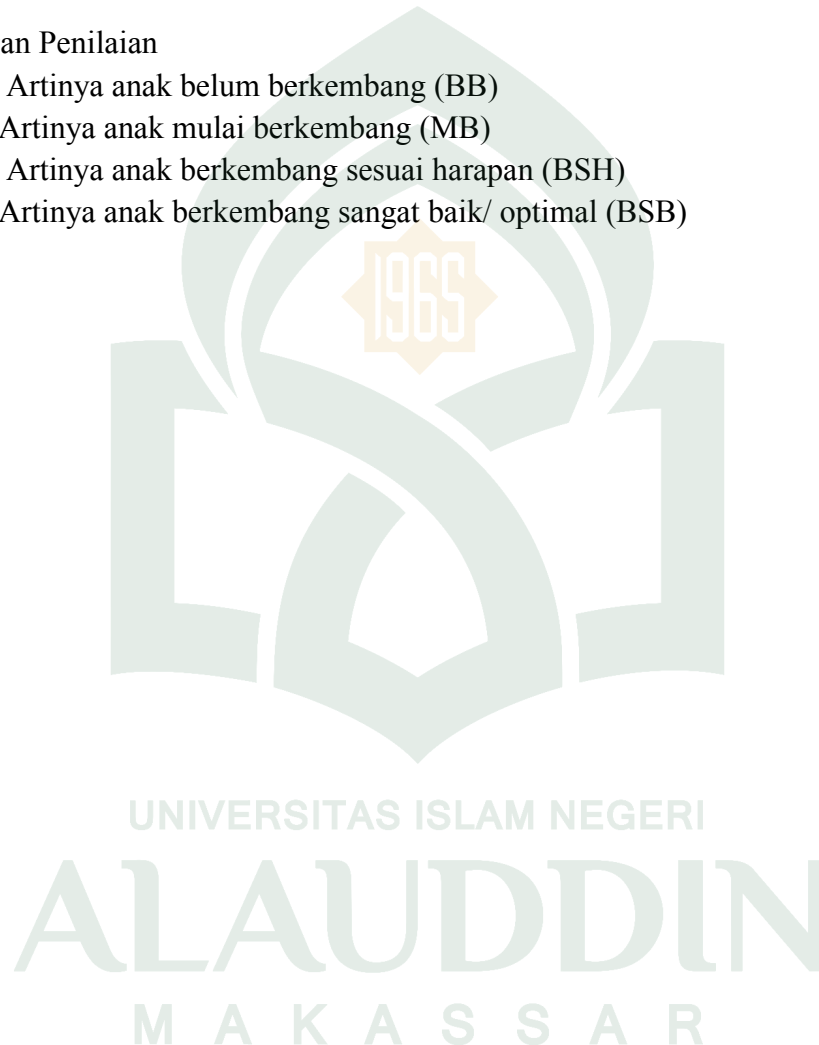 an Penilaian
Artinya anak belum berkembang (BB)
Artinya anak mulai berkembang (MB)
Artinya anak berkembang sesuai harapan (BSH)
Artinya anak berkembang sangat baik/ optimal (BSB)
1965
UNIVERSITAS ISLAM NEGERI
ALAUDDIN
MAKASSAR